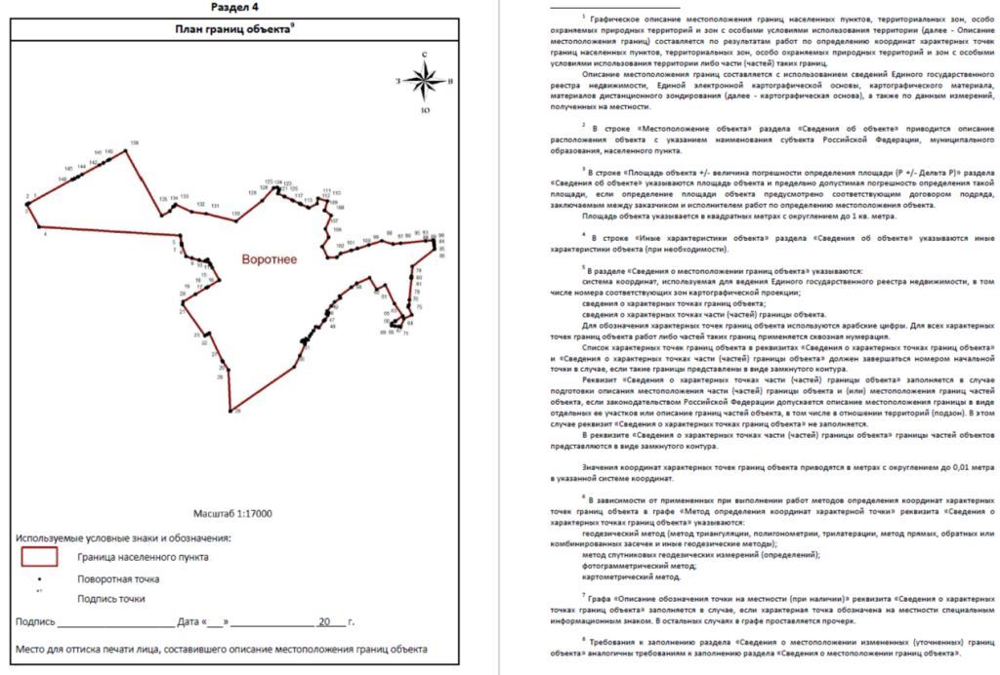 Раздел 4
План границ объекта⁹
С
З
В
Ю
Воротнее
Масштаб 1:17000
Используемые условные знаки и обозначения:
Граница населенного пункта
Поворотная точка
Подпись точки
Подпись ______________________ Дата «___» ________________ 20___ г.
Место для оттиска печати лица, составившего описание местоположения границ объекта
¹ Графическое описание местоположения границ населенных пунктов, территориальных зон, особо
охраняемых природных территорий и зон с особыми условиями использования территории (далее - Описание
местоположения границ) составляется по результатам работ по определению координат характерных точек
границ населенных пунктов, территориальных зон, особо охраняемых природных территорий и зон с особыми
условиями использования территории либо части (частей) таких границ.
Описание местоположения границ составляется с использованием сведений Единого государственного
реестра недвижимости, Единой электронной картографической основы, картографического материала,
материалов дистанционного зондирования (далее - картографическая основа), а также по данным измерений,
полученных на местности.
² В строке «Местоположение объекта» раздела «Сведения об объекте» приводится описание
расположения объекта с указанием наименования субъекта Российской Федерации, муниципального
образования, населенного пункта.
³ В строке «Площадь объекта +/- величина погрешности определения площади (P +/- Дельта P)» раздела
«Сведения об объекте» указываются площадь объекта и предельно допустимая погрешность определения такой
площади, если определение площади объекта предусмотрено соответствующим договором подряда,
заключаемым между заказчиком и исполнителем работ по определению местоположения объекта.
Площадь объекта указывается в квадратных метрах с округлением до 1 кв. метра.
⁴ В строке «Иные характеристики объекта» раздела «Сведения об объекте» указываются иные
характеристики объекта (при необходимости).
⁵ В разделе «Сведения о местоположении границ объекта» указываются:
система координат, используемая для ведения Единого государственного реестра недвижимости, в том
числе номера соответствующих зон картографической проекции;
сведения о характерных точках границ объекта;
сведения о характерных точках части (частей) границы объекта.
Для обозначения характерных точек границ объекта используются арабские цифры. Для всех характерных
точек границ объекта работ либо частей таких границ применяется сквозная нумерация.
Список характерных точек границ объекта в реквизитах «Сведения о характерных точках границ объекта»
и «Сведения о характерных точках части (частей) границы объекта» должен завершаться номером начальной
точки в случае, если такие границы представлены в виде замкнутого контура.
Реквизит «Сведения о характерных точках части (частей) границы объекта» заполняется в случае
подготовки описания местоположения части (частей) границы объекта и (или) местоположения границ частей
объекта, если законодательством Российской Федерации допускается описание местоположения границы в виде
отдельных ее участков или описание границ частей объекта, в том числе в отношении территорий (подзон). В этом
случае реквизит «Сведения о характерных точках границ объекта» не заполняется.
В реквизите «Сведения о характерных точках части (частей) границы объекта» границы частей объектов
представляются в виде замкнутого контура.
Значения координат характерных точек границ объекта приводятся в метрах с округлением до 0,01 метра
в указанной системе координат.
⁶ В зависимости от примененных при выполнении работ методов определения координат характерных
точек границ объекта в графе «Метод определения координат характерной точки» реквизита «Сведения о
характерных точках границ объекта» указываются:
геодезический метод (метод триангуляции, полигонометрии, трилатерации, метод прямых, обратных или
комбинированных засечек и иные геодезические методы);
метод спутниковых геодезических измерений (определений);
фотограмметрический метод;
картометрический метод.
⁷ Графа «Описание обозначения точки на местности (при наличии)» реквизита «Сведения о характерных
точках границ объекта» заполняется в случае, если характерная точка обозначена на местности специальным
информационным знаком. В остальных случаях в графе проставляется прочерк.
⁸ Требования к заполнению раздела «Сведения о местоположении измененных (уточненных) границ
объекта» аналогичны требованиям к заполнению раздела «Сведения о местоположении границ объекта».